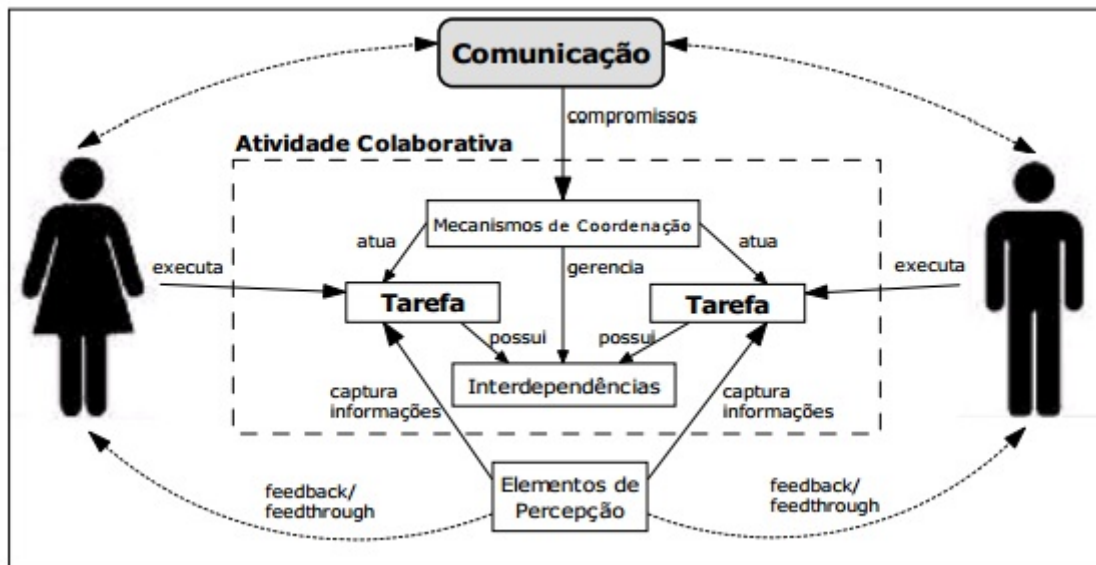 Comunicação
compromissos
Atividade Colaborativa
Mecanismos de Coordenação
atua
atua
executa
gerencia
executa
Tarefa
Tarefa
possui
possui
Interdependências
captura
informações
captura
informações
Elementos de
Percepção
feedback/
feedthrough
feedback/
feedthrough